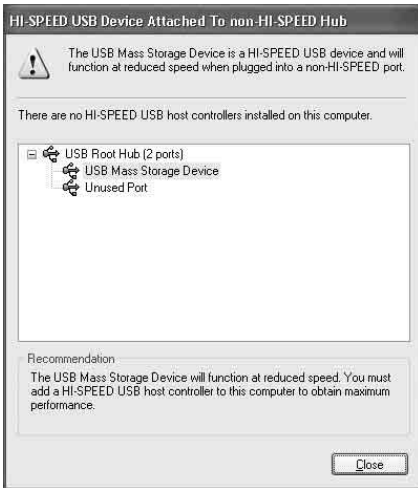 HI-SPEED USB Device Attached To non-HI-SPEED Hub
The USB Mass Storage Device is a HI-SPEED USB device and will
function at reduced speed when plugged into a non-HI-SPEED port.
There are no HI-SPEED USB host controllers installed on this computer.
USB Root Hub (2 ports)
USB Mass Storage Device
Unused Port
Recommendation
The USB Mass Storage Device will function at reduced speed. You must
add a HI-SPEED USB host controller to this computer to obtain maximum
performance.
Close